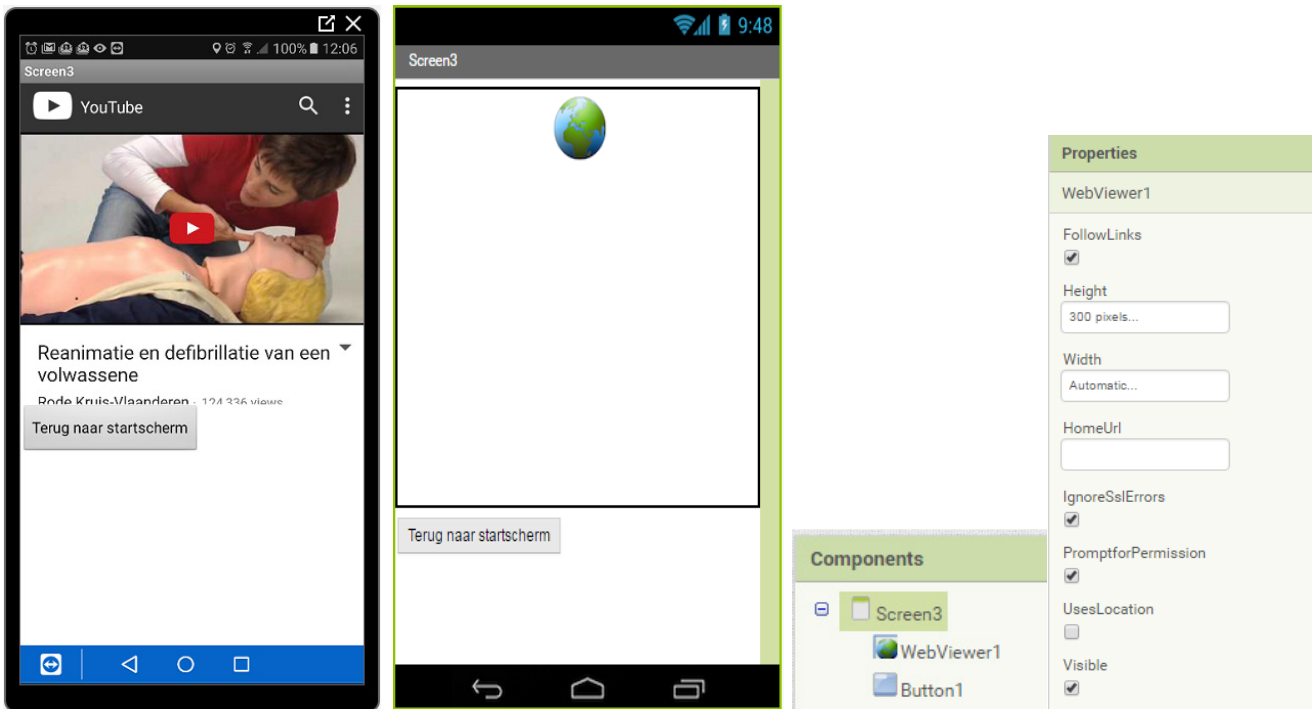 100% 12:06
Screen3
YouTube
Reanimatie en defibrillatie van een
volwassene
Rode Kruis-Vlaanderen · 124 336 views
Terug naar startscherm
9:48
Screen3
Terug naar startscherm
Components
Screen3
WebViewer1
Button1
Properties
WebViewer1
FollowLinks
Height
300 pixels...
Width
Automatic...
HomeUrl
IgnoreSslErrors
PromptforPermission
UsesLocation
Visible